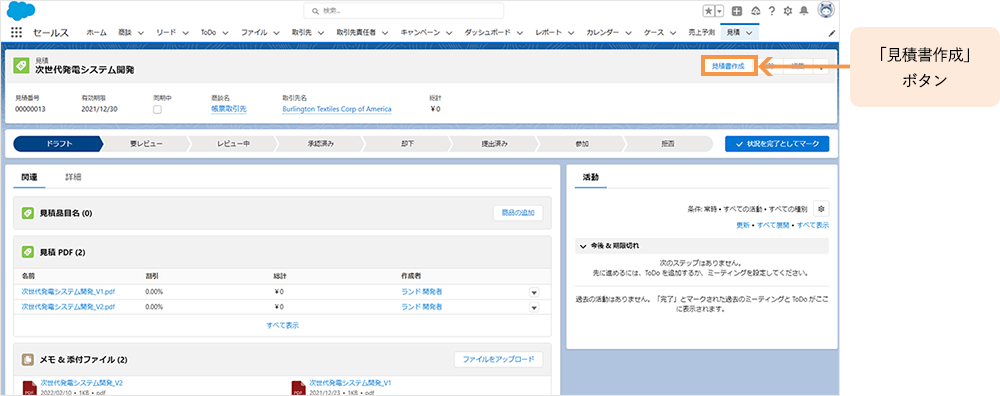 検索...
セールス ホーム 商談 リード ToDo ファイル 取引先 取引先責任者 キャンペーン ダッシュボード レポート カレンダー ケース 売上予測 見積
見積
次世代発電システム開発
見積書作成
「見積書作成」
ボタン
見積番号 有効期限 同期中 商談名 取引先名 総計
00000013 2021/12/30 帳票取引先 Burlington Textiles Corp of America ¥0
ドラフト 要レビュー レビュー中 承認済み 却下 提出済み 参加 拒否 状況を完了としてマーク
関連 詳細
活動
見積品目名 (0) 商品の追加
条件: 常時 • すべての活動 • すべての種別
更新 • すべて展開 • すべて表示
見積 PDF (2)
今後 & 期限切れ
名前 割引 総計 作成者
次世代発電システム開発_V1.pdf 0.00% ¥0 ランド 開発者
次世代発電システム開発_V2.pdf 0.00% ¥0 ランド 開発者
すべて表示
次のステップはありません。
先に進めるには、ToDo を追加するか、ミーティングを設定してください。
過去の活動はありません。「完了」とマークされた過去のミーティングと ToDo がここ
に表示されます。
メモ & 添付ファイル (2) ファイルをアップロード
次世代発電システム開発_V2
2022/02/10 • 1KB • pdf
次世代発電システム開発_V1
2021/12/23 • 1KB • pdf